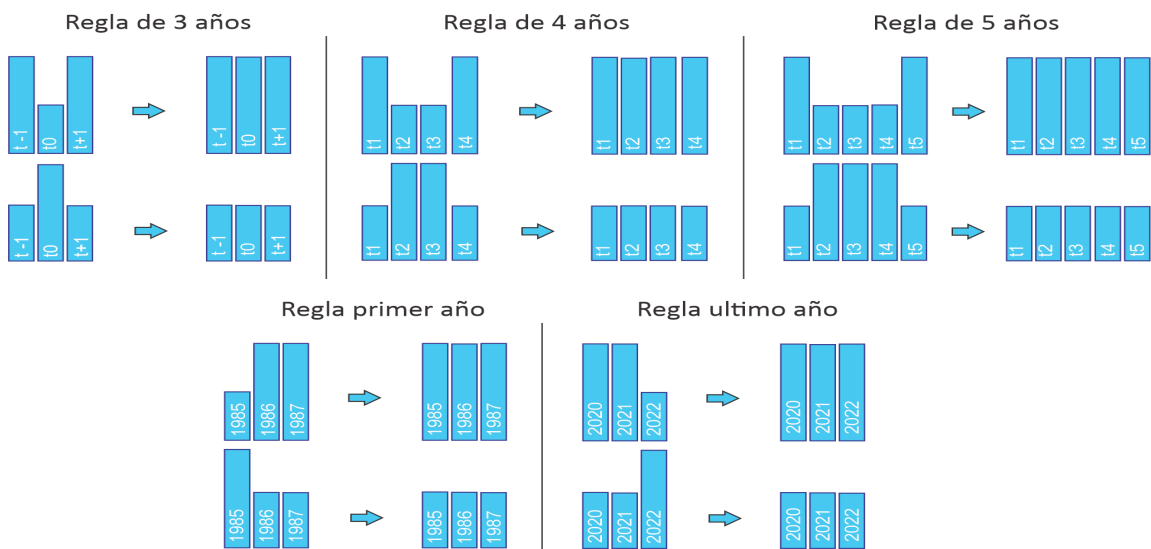 Regla de 3 años
Regla de 4 años
Regla de 5 años
t -1 t0 t+1
t -1 t0 t+1
t1 t2 t3 t4
t1 t2 t3 t4
t1 t2 t3 t4 t5
t1 t2 t3 t4 t5
t -1 t0 t+1
t -1 t0 t+1
t1 t2 t3 t4
t1 t2 t3 t4
t1 t2 t3 t4 t5
t1 t2 t3 t4 t5
Regla primer año
Regla ultimo año
1985 1986 1987
1985 1986 1987
2020 2021 2022
2020 2021 2022
1985 1986 1987
1985 1986 1987
2020 2021 2022
2020 2021 2022